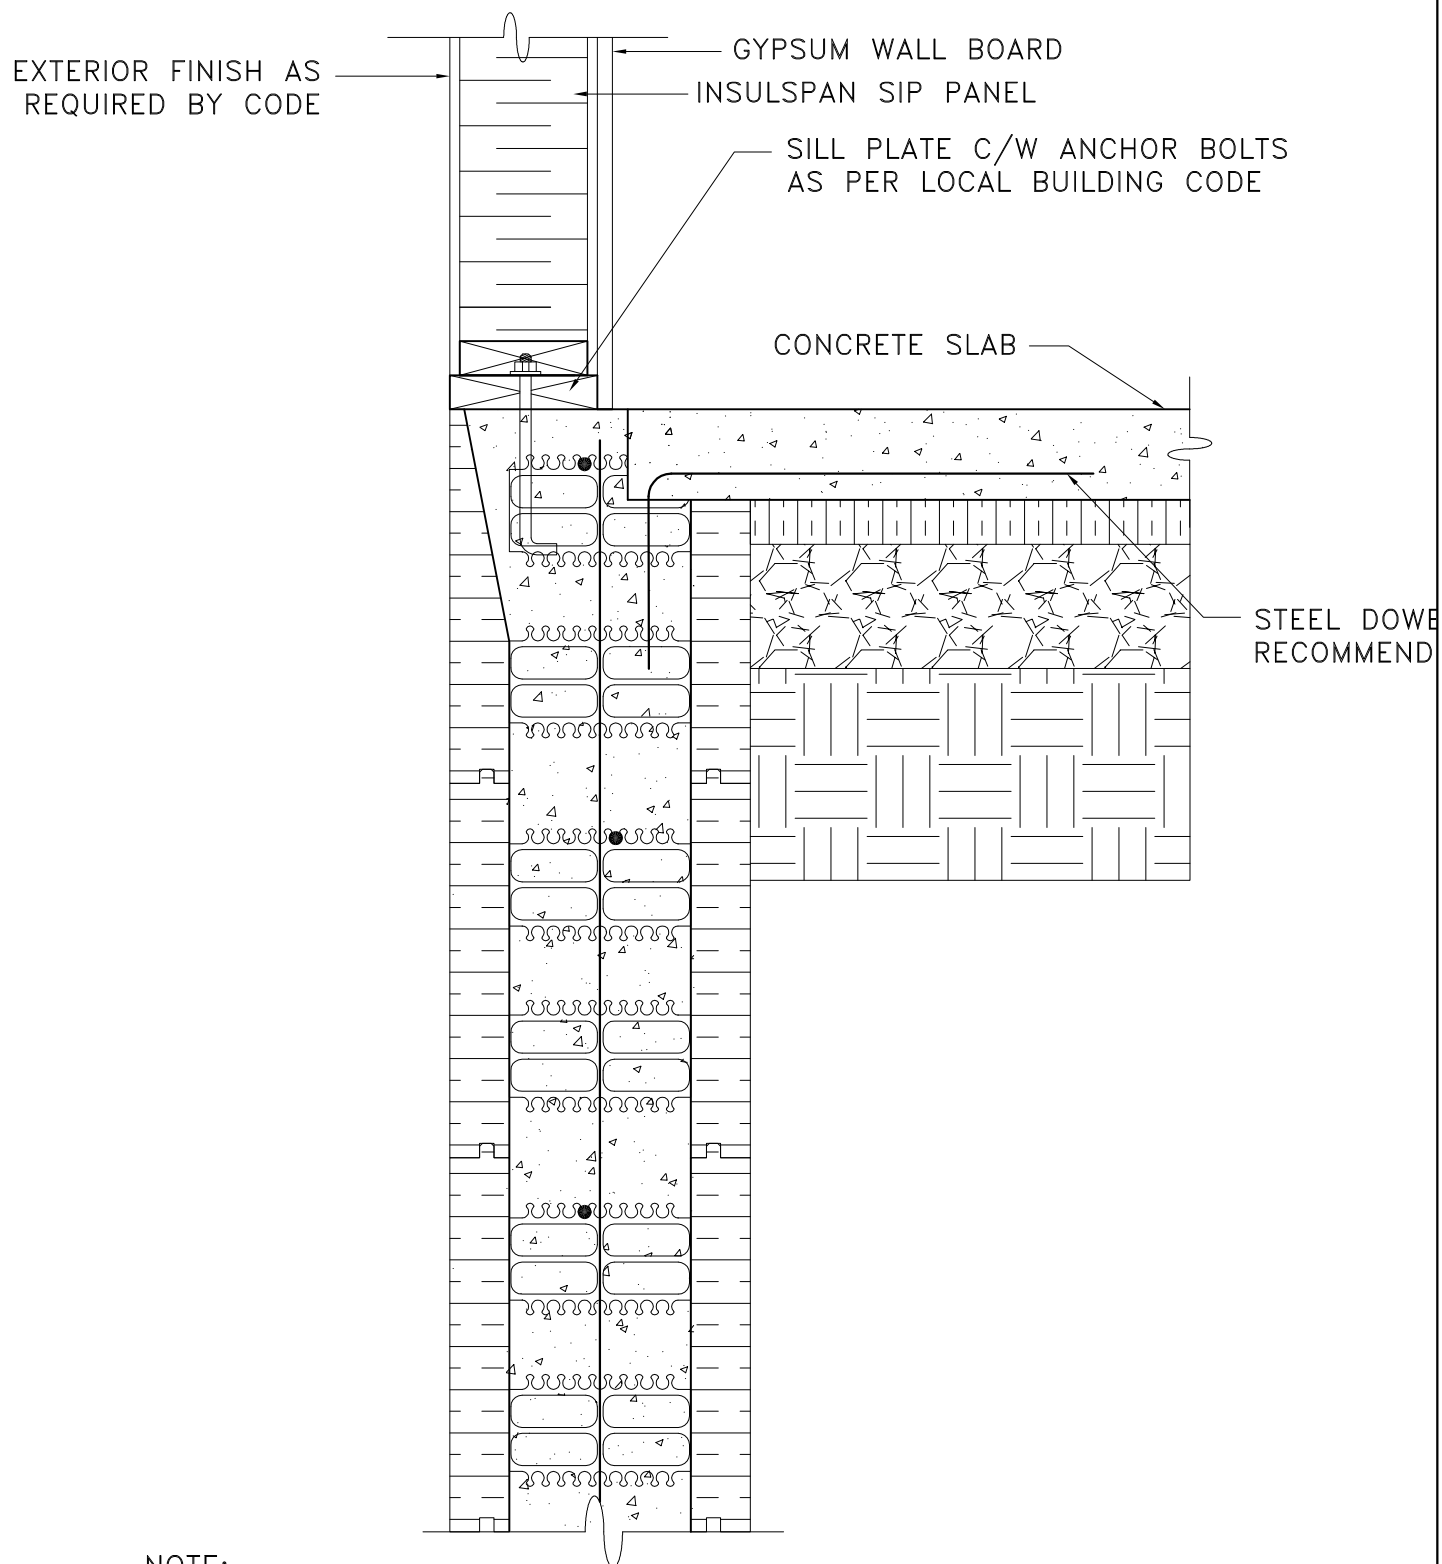 EXTERIOR FINISH AS
REQUIRED BY CODE
GYPSUM WALL BOARD
INSULSPAN SIP PANEL
SILL PLATE C/W ANCHOR BOLTS
AS PER LOCAL BUILDING CODE
CONCRETE SLAB
STEEL
RECOMMEND
NOTE: